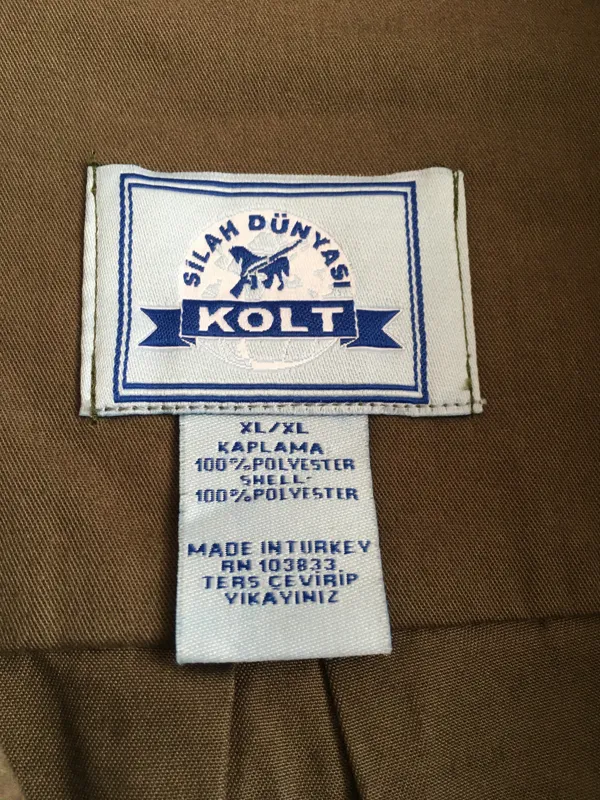 SİLAH DÜNYASI
KOLT
XL/XL
KAPLAMA
100%POLYESTER
SHELL:
100%POLYESTER
MADE IN TURKEY
RN 103833
TERS ÇEVİRİP
YIKAYINIZ